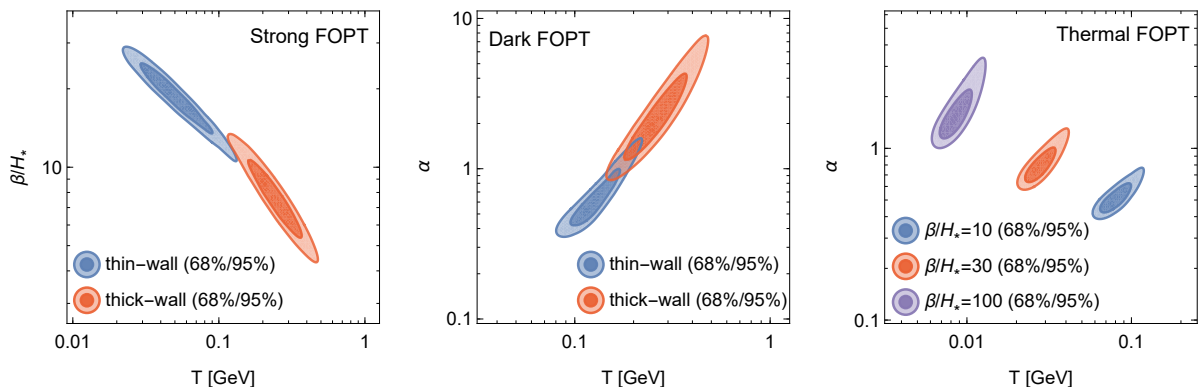 Strong FOPT
β/H⋆
10
thin-wall (68%/95%)
thick-wall (68%/95%)
0.01
0.1
1
T [GeV]
Dark FOPT
α
10
1
0.1
thin-wall (68%/95%)
thick-wall (68%/95%)
0.1
1
T [GeV]
Thermal FOPT
α
1
0.1
β/H⋆=10 (68%/95%)
β/H⋆=30 (68%/95%)
β/H⋆=100 (68%/95%)
0.01
0.1
T [GeV]